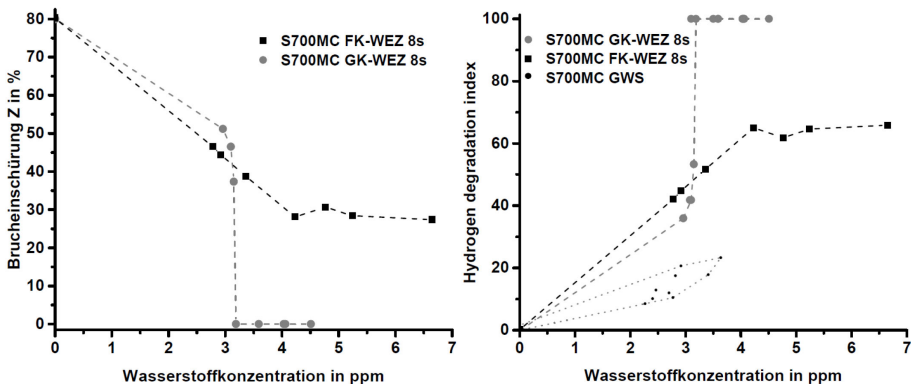 80
70
60
50
40
30
20
10
0
Brucheinschürung Z in %
S700MC FK-WEZ 8s
S700MC GK-WEZ 8s
0 1 2 3 4 5 6 7
Wasserstoffkonzentration in ppm
100
80
60
40
20
0
Hydrogen degradation index
S700MC GK-WEZ 8s
S700MC FK-WEZ 8s
S700MC GWS
0 1 2 3 4 5 6 7
Wasserstoffkonzentration in ppm